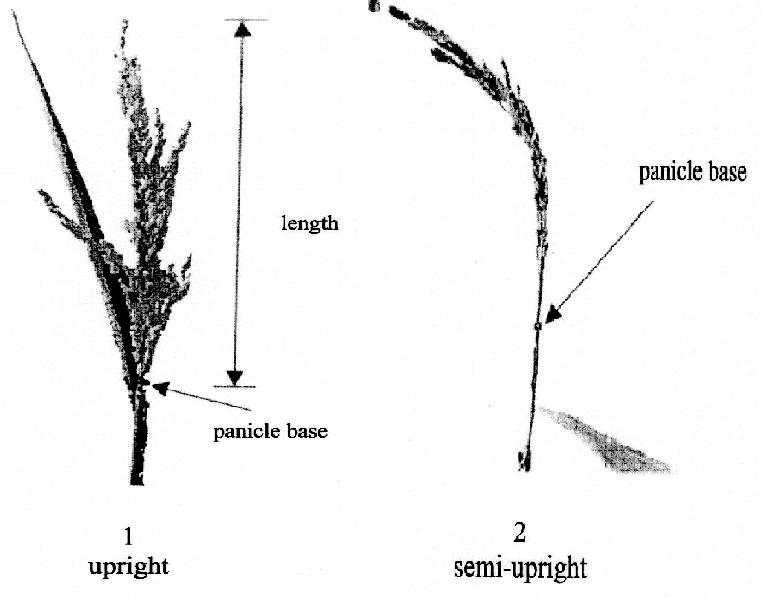 length
panicle base
panicle base
1
upright
2
semi-upright